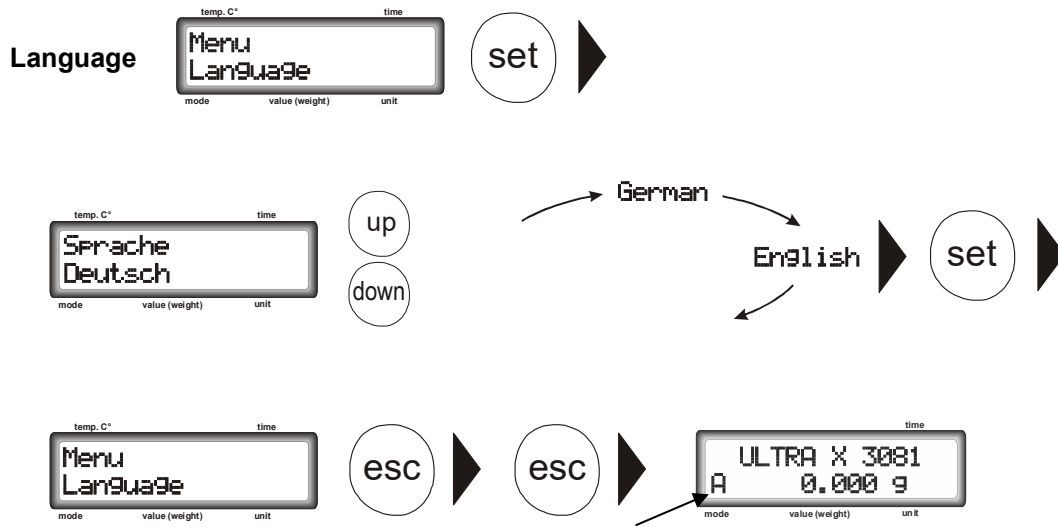 temp. C° time
Language
Menu
Language
set
mode value (weight) unit
German
temp. C° time
up
Sprache
Deutsch
English
set
down
mode value (weight) unit
temp. C° time
time
Menu
Language
esc
esc
ULTRA X 3081
A 0.000 g
mode value (weight) unit
mode value (weight) unit